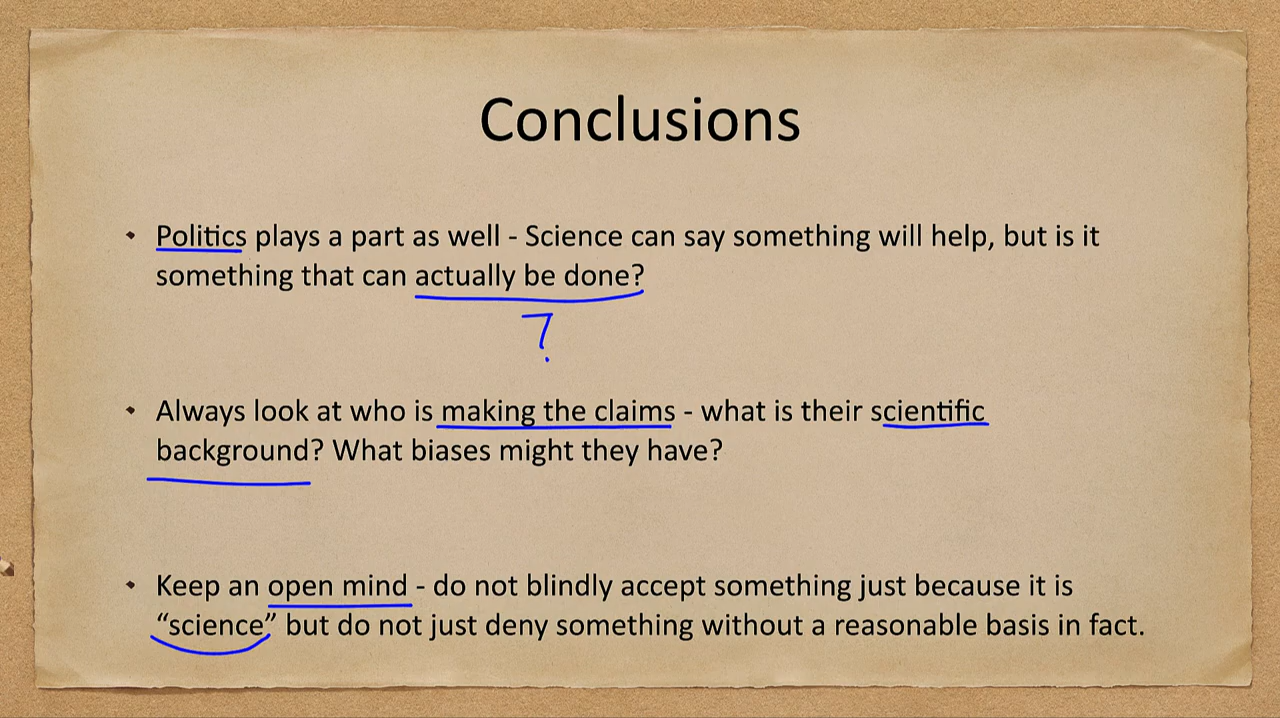 Conclusions
• Politics plays a part as well - Science can say something will help, but is it
something that can actually be done?
?
• Always look at who is making the claims - what is their scientific
background? What biases might they have?
• Keep an open mind - do not blindly accept something just because it is
“science” but do not just deny something without a reasonable basis in fact.